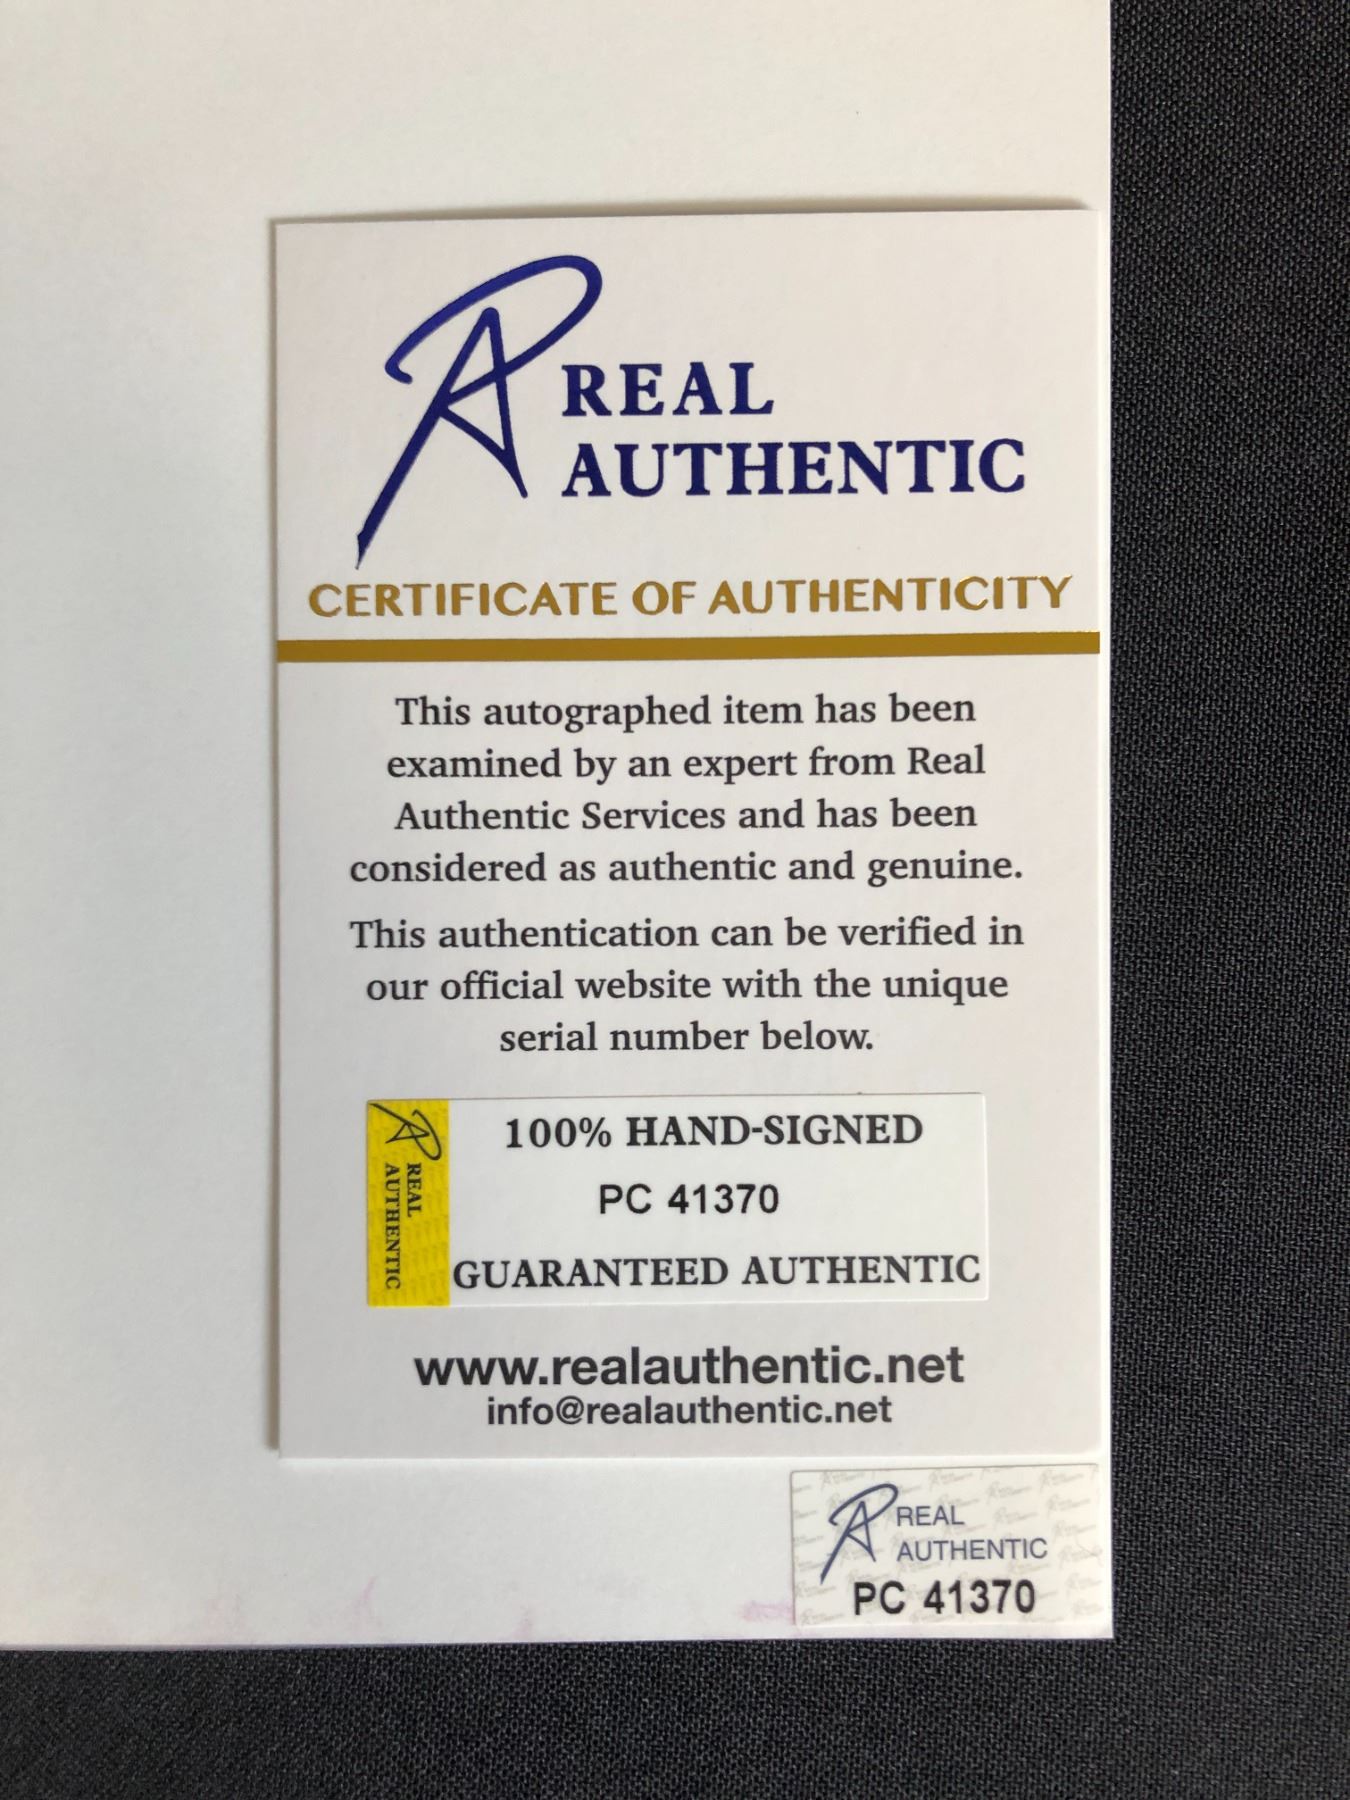 REAL
AUTHENTIC
CERTIFICATE OF AUTHENTICITY
This autographed item has been
examined by an expert from Real
Authentic Services and has been
considered as authentic and genuine.
This authentication can be verified in
our official website with the unique
serial number below.
REAL
AUTHENTIC
100% HAND-SIGNED
PC 41370
GUARANTEED AUTHENTIC
www.realauthentic.net
info@realauthentic.net
REAL
AUTHENTIC
PC 41370